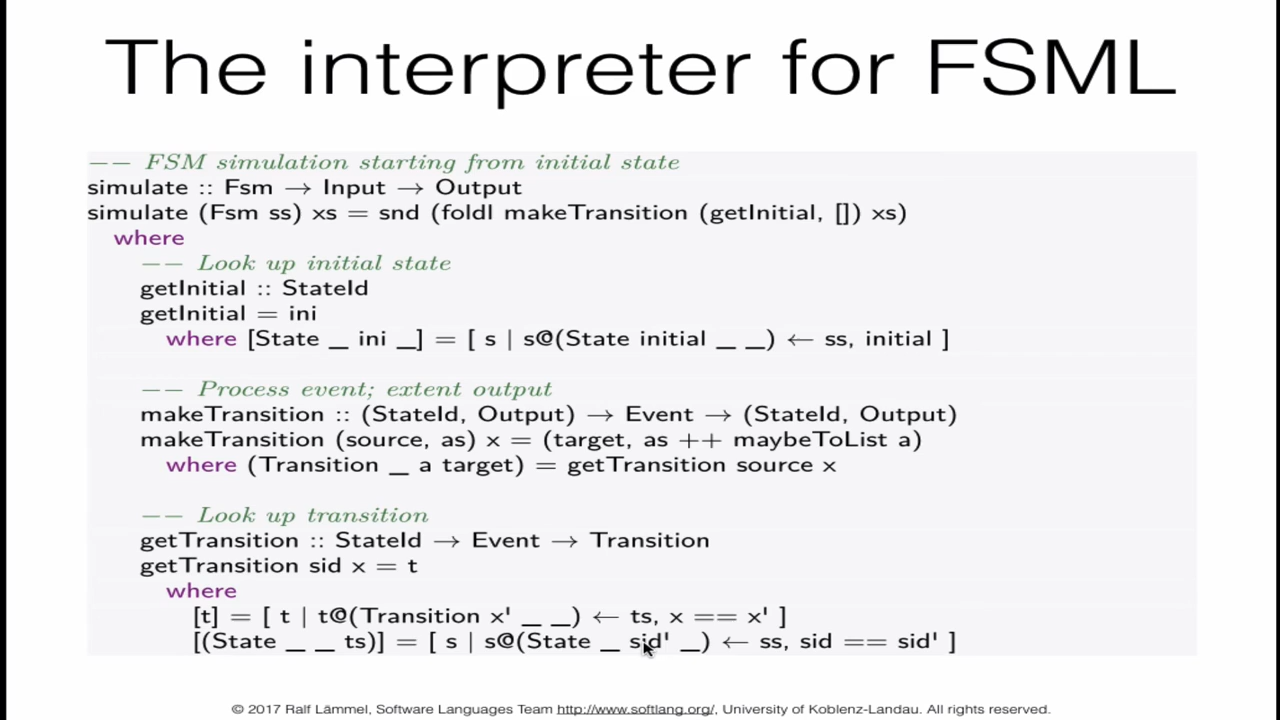 The interpreter for FSML
−− FSM simulation starting from initial state
simulate :: Fsm → Input → Output
simulate (Fsm ss) xs = snd (foldl makeTransition (getInitial, []) xs)
where
−− Look up initial state
getInitial :: StateId
getInitial = ini
where [State _ ini _] = [ s | s@(State initial _ _) ← ss, initial ]
−− Process event; extent output
makeTransition :: (StateId, Output) → Event → (StateId, Output)
makeTransition (source, as) x = (target, as ++ maybeToList a)
where (Transition _ a target) = getTransition source x
−− Look up transition
getTransition :: StateId → Event → Transition
getTransition sid x = t
where
[t] = [ t | t@(Transition x' _ _) ← ts, x == x' ]
[(State _ _ ts)] = [ s | s@(State _ sid' _) ← ss, sid == sid' ]
© 2017 Ralf Lämmel, Software Languages Team http://www.softlang.org/, University of Koblenz-Landau. All rights reserved.